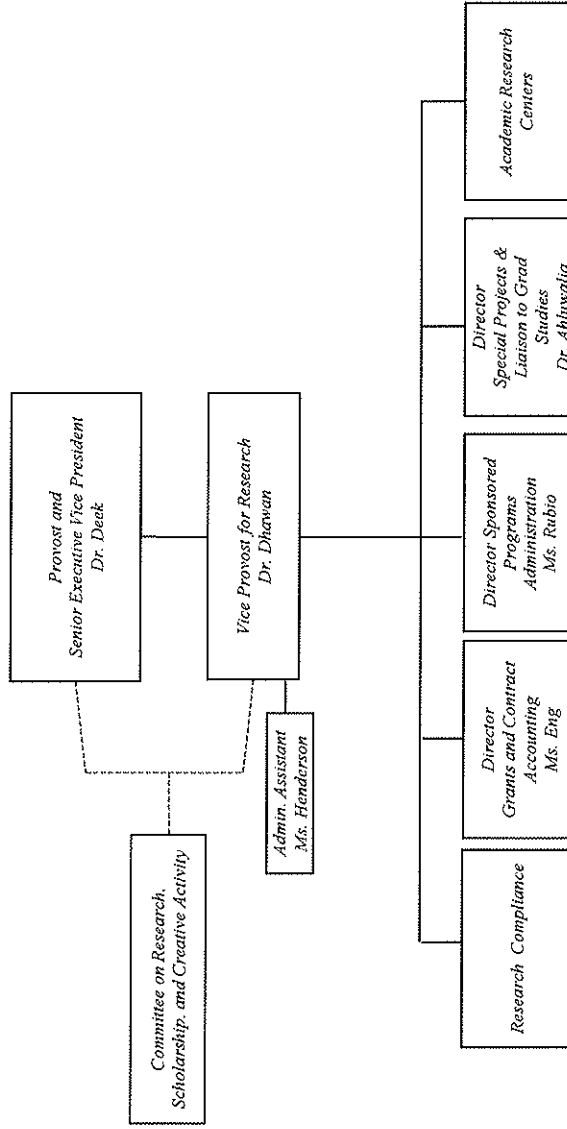 Provost and
Senior Executive Vice President
Dr. Deek
Committee on Research.
Scholarship, and Creative Activity
Vice Provost for Research
Dr. Dhawan
Admin. Assistant
Ms. Henderson
Research Compliance
Director
Grants and Contract
Accounting
Ms. Eng
Director Sponsored
Programs
Administration
Ms. Rubio
Director
Special Projects &
Liaison to Grad
Studies
Dr. Ahluwalia
Academic Research
Centers